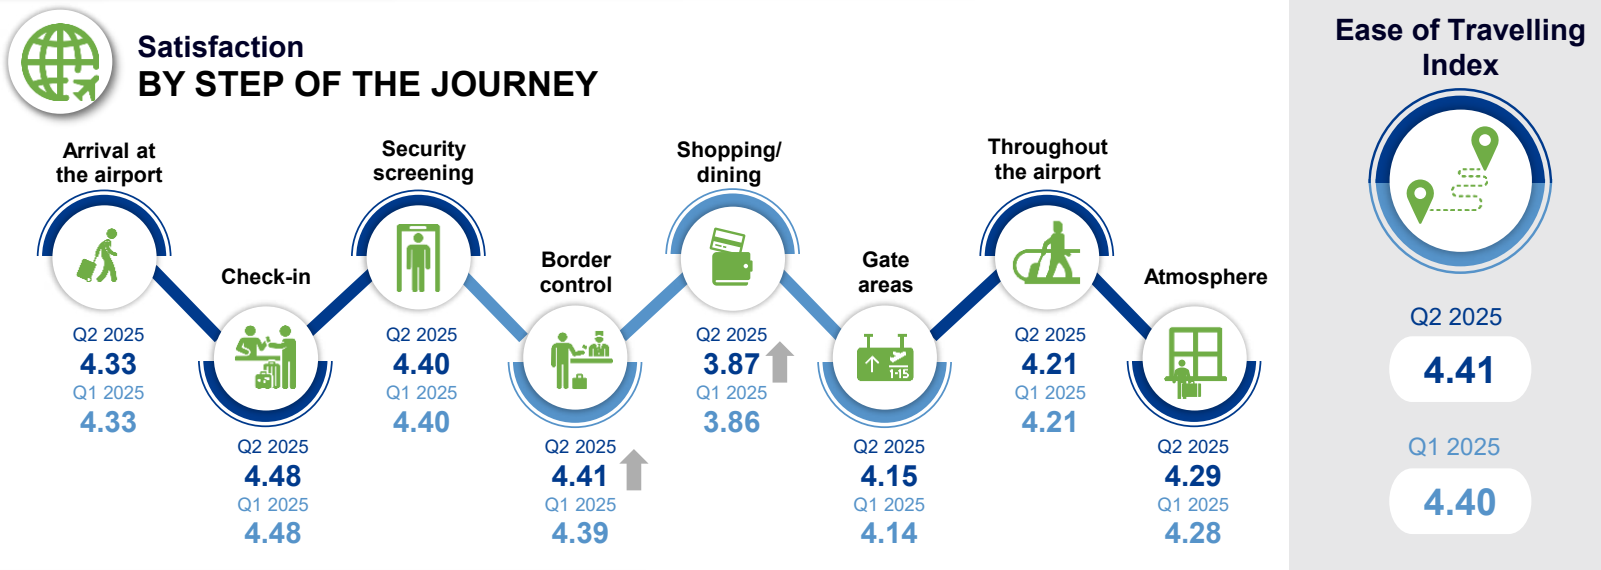 Satisfaction
BY STEP OF THE JOURNEY
Arrival at
the airport
Q2 2025
4.33
Q1 2025
4.33
Check-in
Q2 2025
4.48
Q1 2025
4.48
Security
screening
Q2 2025
4.40
Q1 2025
4.40
Border
control
Q2 2025
4.41
Q1 2025
4.39
Shopping/
dining
Q2 2025
3.87
Q1 2025
3.86
Gate
areas
1-15
Q2 2025
4.15
Q1 2025
4.14
Throughout
the airport
Q2 2025
4.21
Q1 2025
4.21
Atmosphere
Q2 2025
4.29
Q1 2025
4.28
Ease of Travelling
Index
Q2 2025
4.41
Q1 2025
4.40